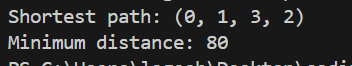 Shortest path: (0, 1, 3, 2)
Minimum distance: 80